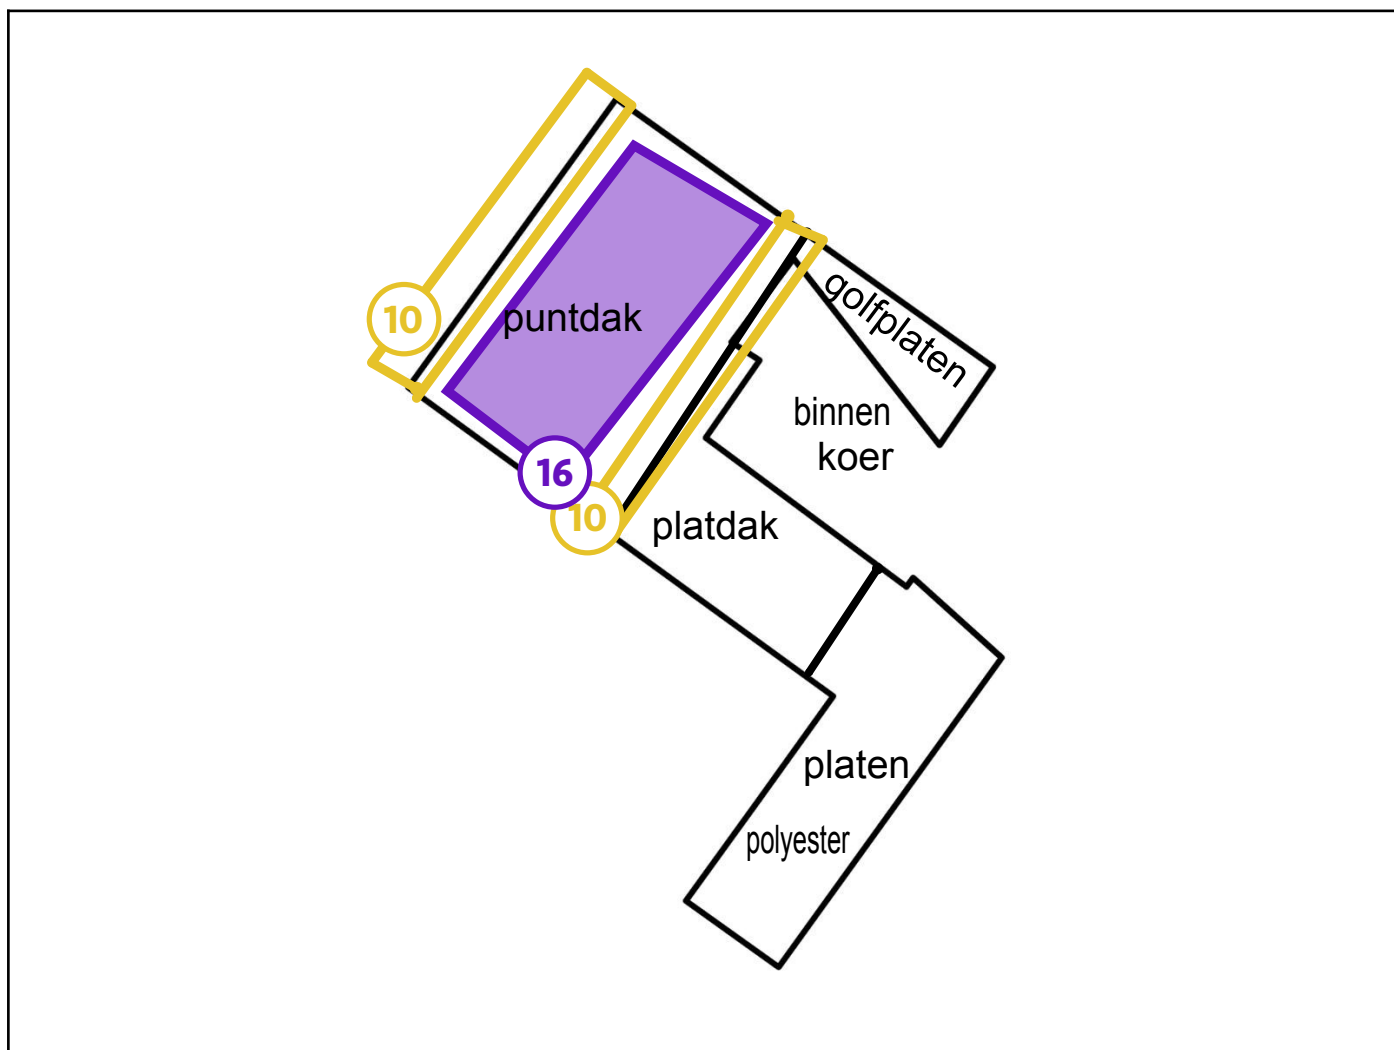 golfplaten
10
puntdak
binnen
koer
16
10
platdak
platen
polyester